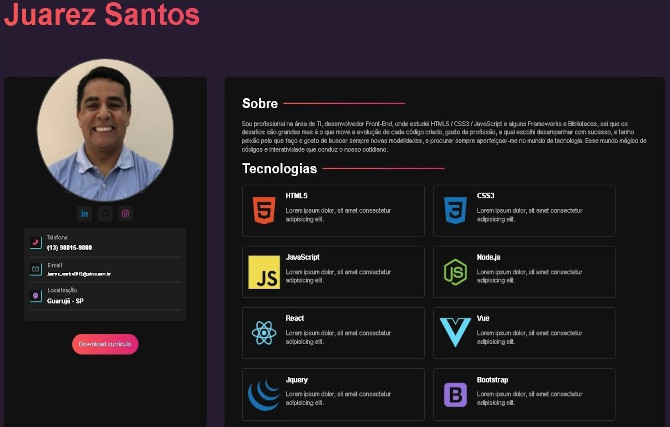 Juarez Santos
Telefone
(13) 98816-9880
E-mail
Localização
Guarujá - SP
Download currículo
Sobre
Sou profissional na área de TI, desenvolvedor Front-End, onde estudei HTML5 / CSS3 / JavaScript e alguns Frameworks e Bibliotecas, sei que os
desafios são grandes mas é o que move a evolução de cada código criado, gosto da profissão, a qual escolhi desempenhar com sucesso, e tenho
paixão pelo que faço e gosto de buscar sempre novas modalidades, e procurar sempre aperfeiçoar-me no mundo da tecnologia. Esse mundo mágico de
códigos e interatividade que conduz o nosso cotidiano.
Tecnologias
HTML5
Lorem ipsum dolor, sit amet consectetur
adipisicing elit.
CSS3
Lorem ipsum dolor, sit amet consectetur
adipisicing elit.
JS
JavaScript
Lorem ipsum dolor, sit amet consectetur
adipisicing elit.
Node.js
Lorem ipsum dolor, sit amet consectetur
adipisicing elit.
React
Lorem ipsum dolor, sit amet consectetur
adipisicing elit.
Vue
Lorem ipsum dolor, sit amet consectetur
adipisicing elit.
Jquery
Lorem ipsum dolor, sit amet consectetur
adipisicing elit.
Bootstrap
Lorem ipsum dolor, sit amet consectetur
adipisicing elit.